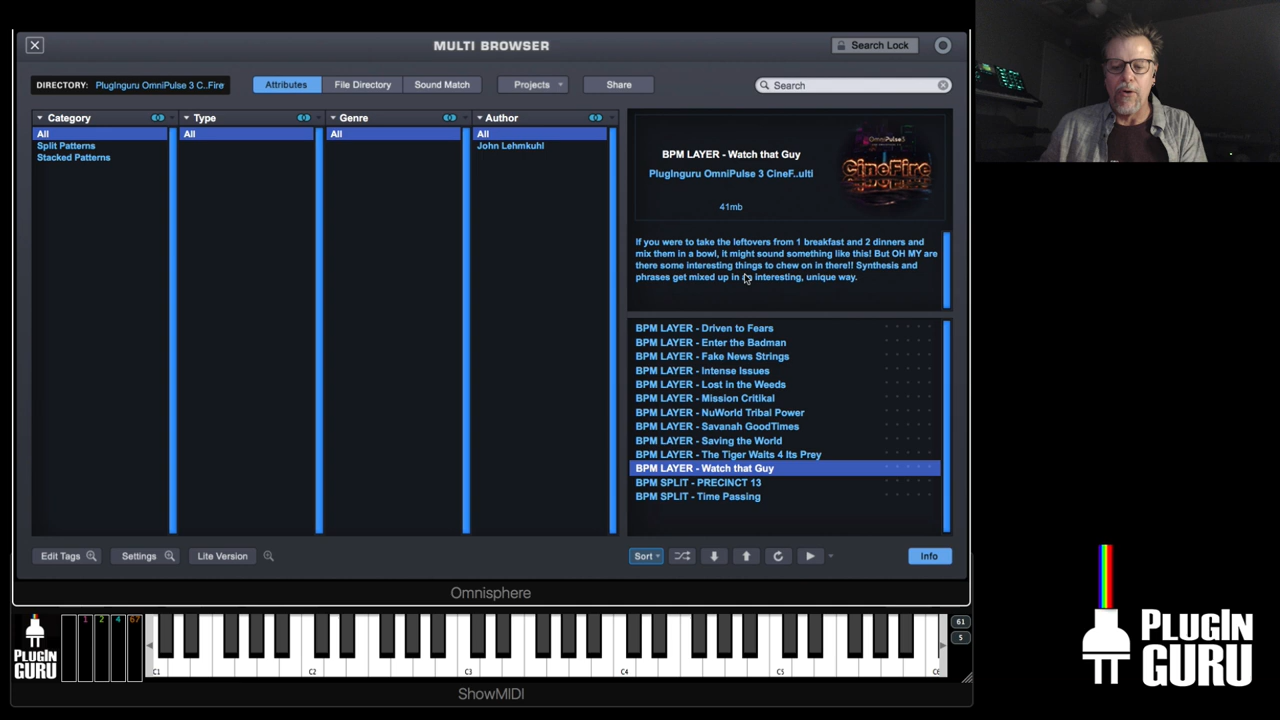 MULTI BROWSER
Search Lock
DIRECTORY: PlugInguru OmniPulse 3 C..Fire
Attributes
File Directory
Sound Match
Projects
Share
Search
Category
Type
Genre
Author
All
All
All
All
Split Patterns
John Lehmkuhl
Stacked Patterns
BPM LAYER - Watch that Guy
PlugInguru OmniPulse 3 CineF..ulti
41mb
OmniPulse3
CineFire
If you were to take the leftovers from 1 breakfast and 2 dinners and
mix them in a bowl, it might sound something like this! But OH MY are
there some interesting things to chew on in there!! Synthesis and
phrases get mixed up in an interesting, unique way.
BPM LAYER - Driven to Fears
BPM LAYER - Enter the Badman
BPM LAYER - Fake News Strings
BPM LAYER - Intense Issues
BPM LAYER - Lost in the Weeds
BPM LAYER - Mission Critikal
BPM LAYER - NuWorld Tribal Power
BPM LAYER - Savanah GoodTimes
BPM LAYER - Saving the World
BPM LAYER - The Tiger Waits 4 Its Prey
BPM LAYER - Watch that Guy
BPM SPLIT - PRECINCT 13
BPM SPLIT - Time Passing
Edit Tags
Settings
Lite Version
Sort
Info
Omnisphere
1 2 4 67
61
5
PLUGIN
GURU
C1 C2 C3 C4 C5 C6
ShowMIDI
PLUGIN
GURU